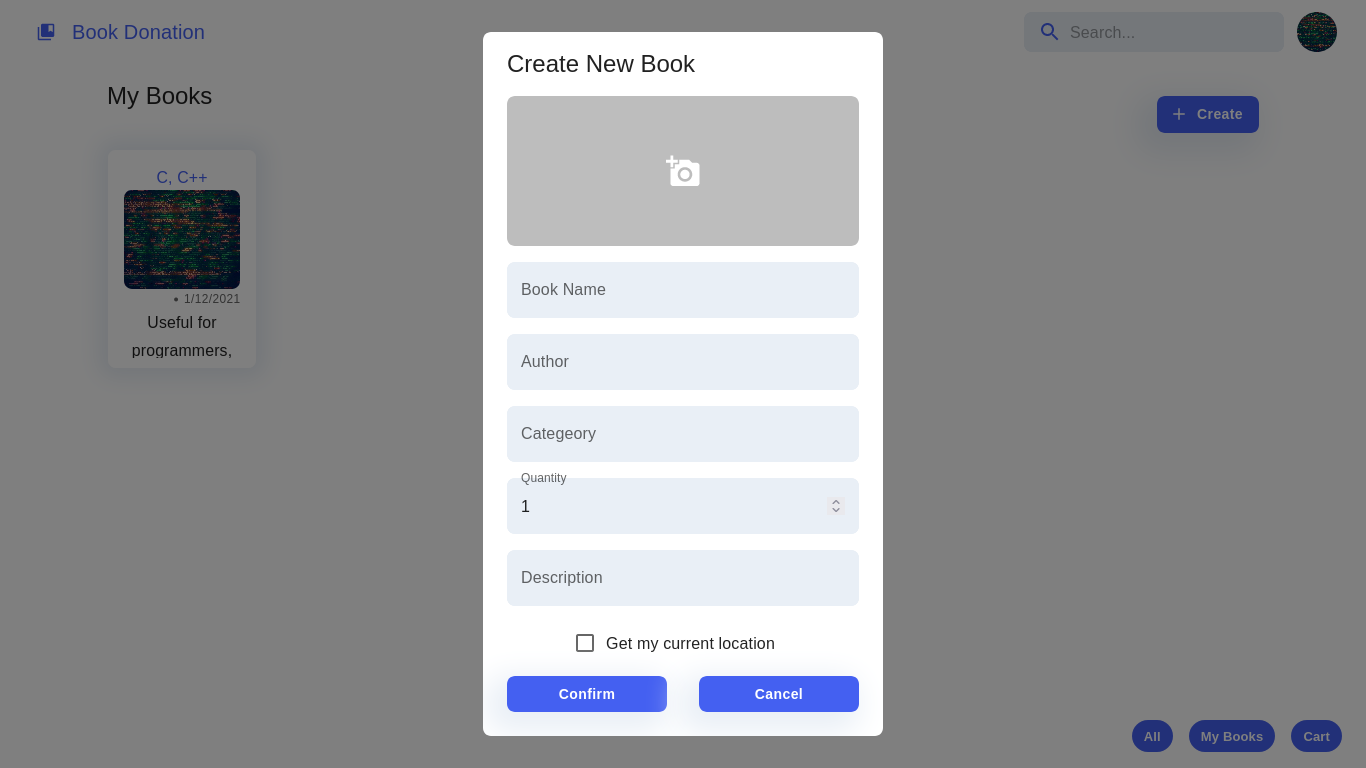 Book Donation
Search...
My Books
Create
C, C++
• 1/12/2021
Useful for
programmers,
Create New Book
Book Name
Author
Categeory
Quantity
1
Description
Get my current location
Confirm
Cancel
All
My Books
Cart